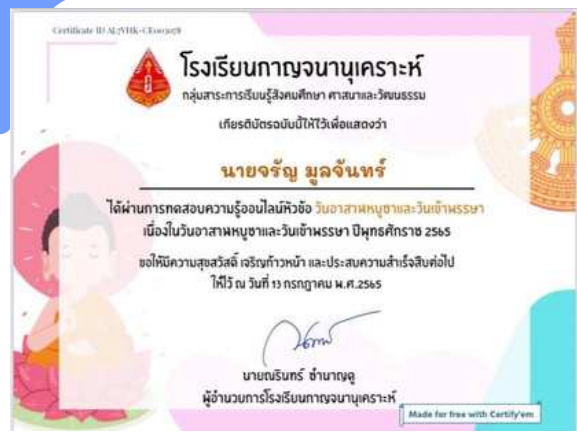 โรงเรียนกาญจนานุเคราะห์
กลุ่มสาระการเรียนรู้สังคมศึกษา ศาสนาและวัฒนธรรม
เกียรติบัตรฉบับนี้ให้ไว้เพื่อแสดงว่า
นายจรัญ มูลจันทร์
ได้ผ่านการทดสอบความรู้ออนไลน์หัวข้อ วันอาสาฬหบูชาและวันเข้าพรรษา
เนื่องในวันอาสาฬหบูชาและวันเข้าพรรษา ปีพุทธศักราช 2565
ขอให้มีความสุขสวัสดิ์ เจริญก้าวหน้า และประสบความสำเร็จสืบต่อไป
ให้ไว้ ณ วันที่ 13 กรกฎาคม พ.ศ.2565
นายณรินทร์ ชำนาญดู
ผู้อำนวยการโรงเรียนกาญจนานุเคราะห์
Made for free with Certify'em